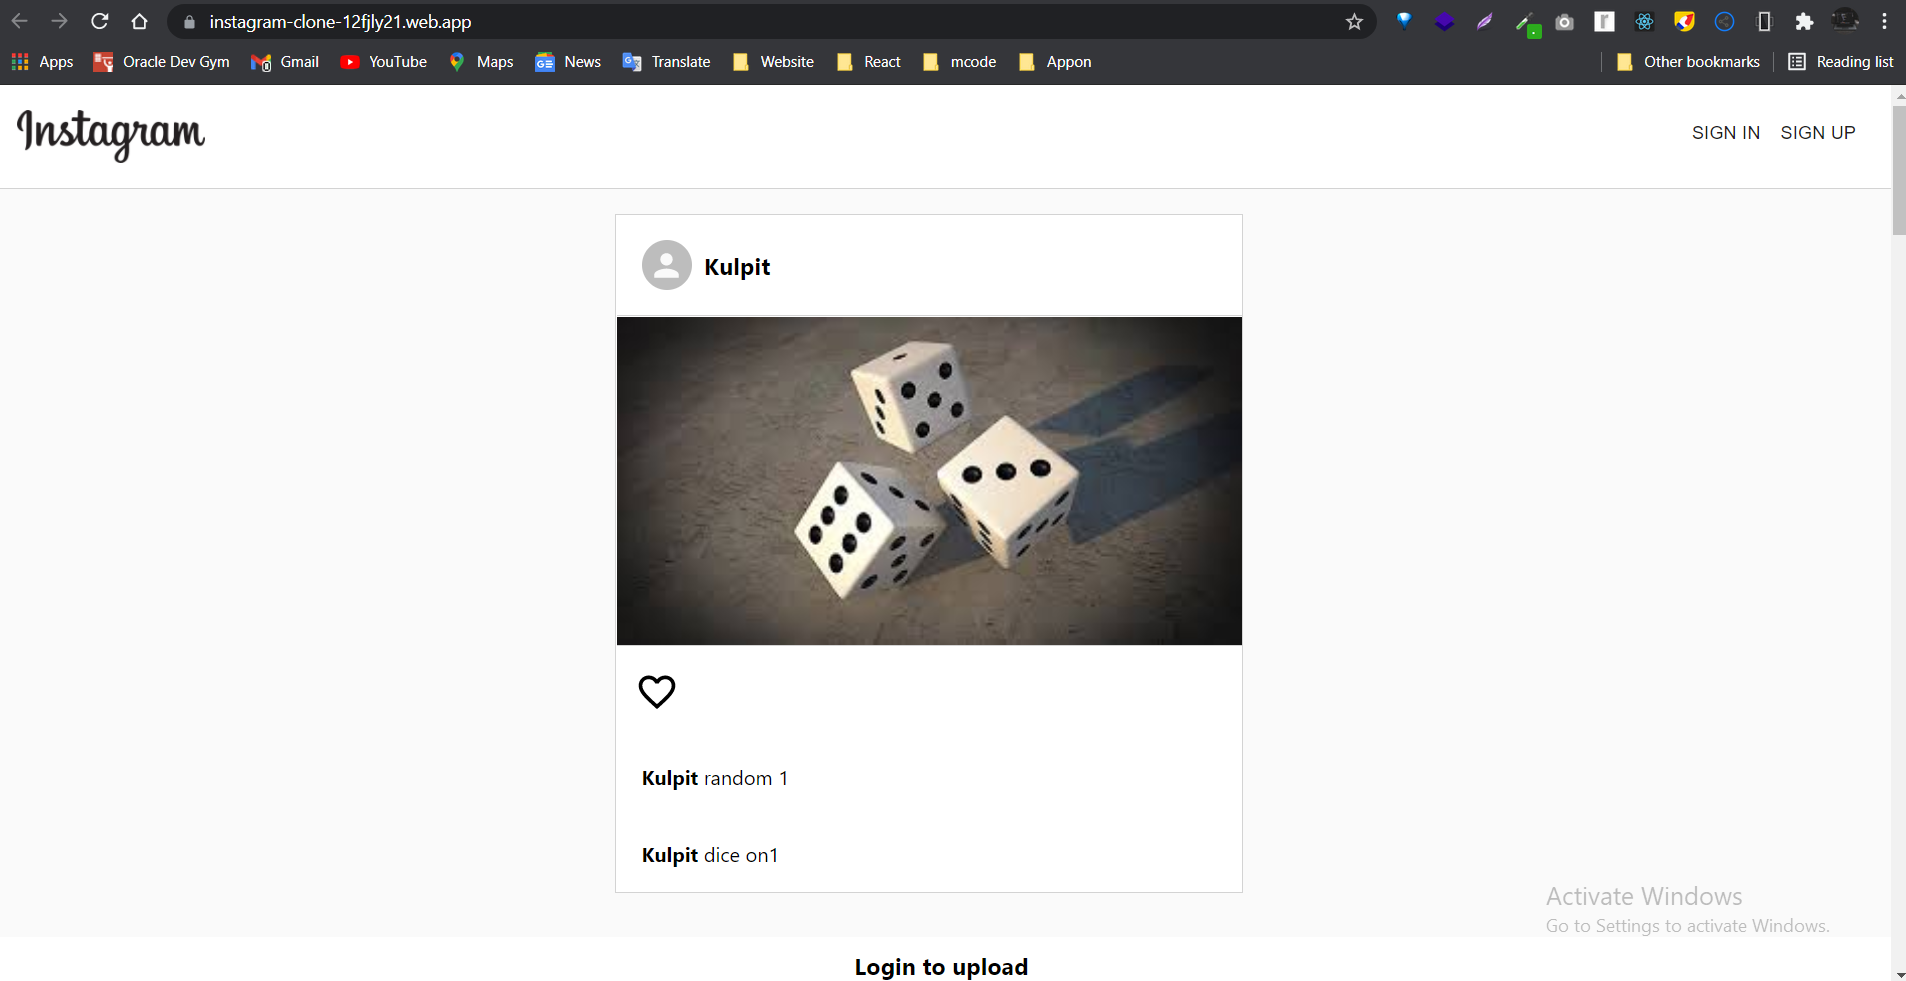 instagram-clone-12fjly21.web.app
Apps Oracle Dev Gym Gmail YouTube Maps News Translate Website React mcode Appon Other bookmarks Reading list
Instagram SIGN IN SIGN UP
Kulpit
Kulpit random 1
Kulpit dice on1
Activate Windows
Go to Settings to activate Windows.
Login to upload